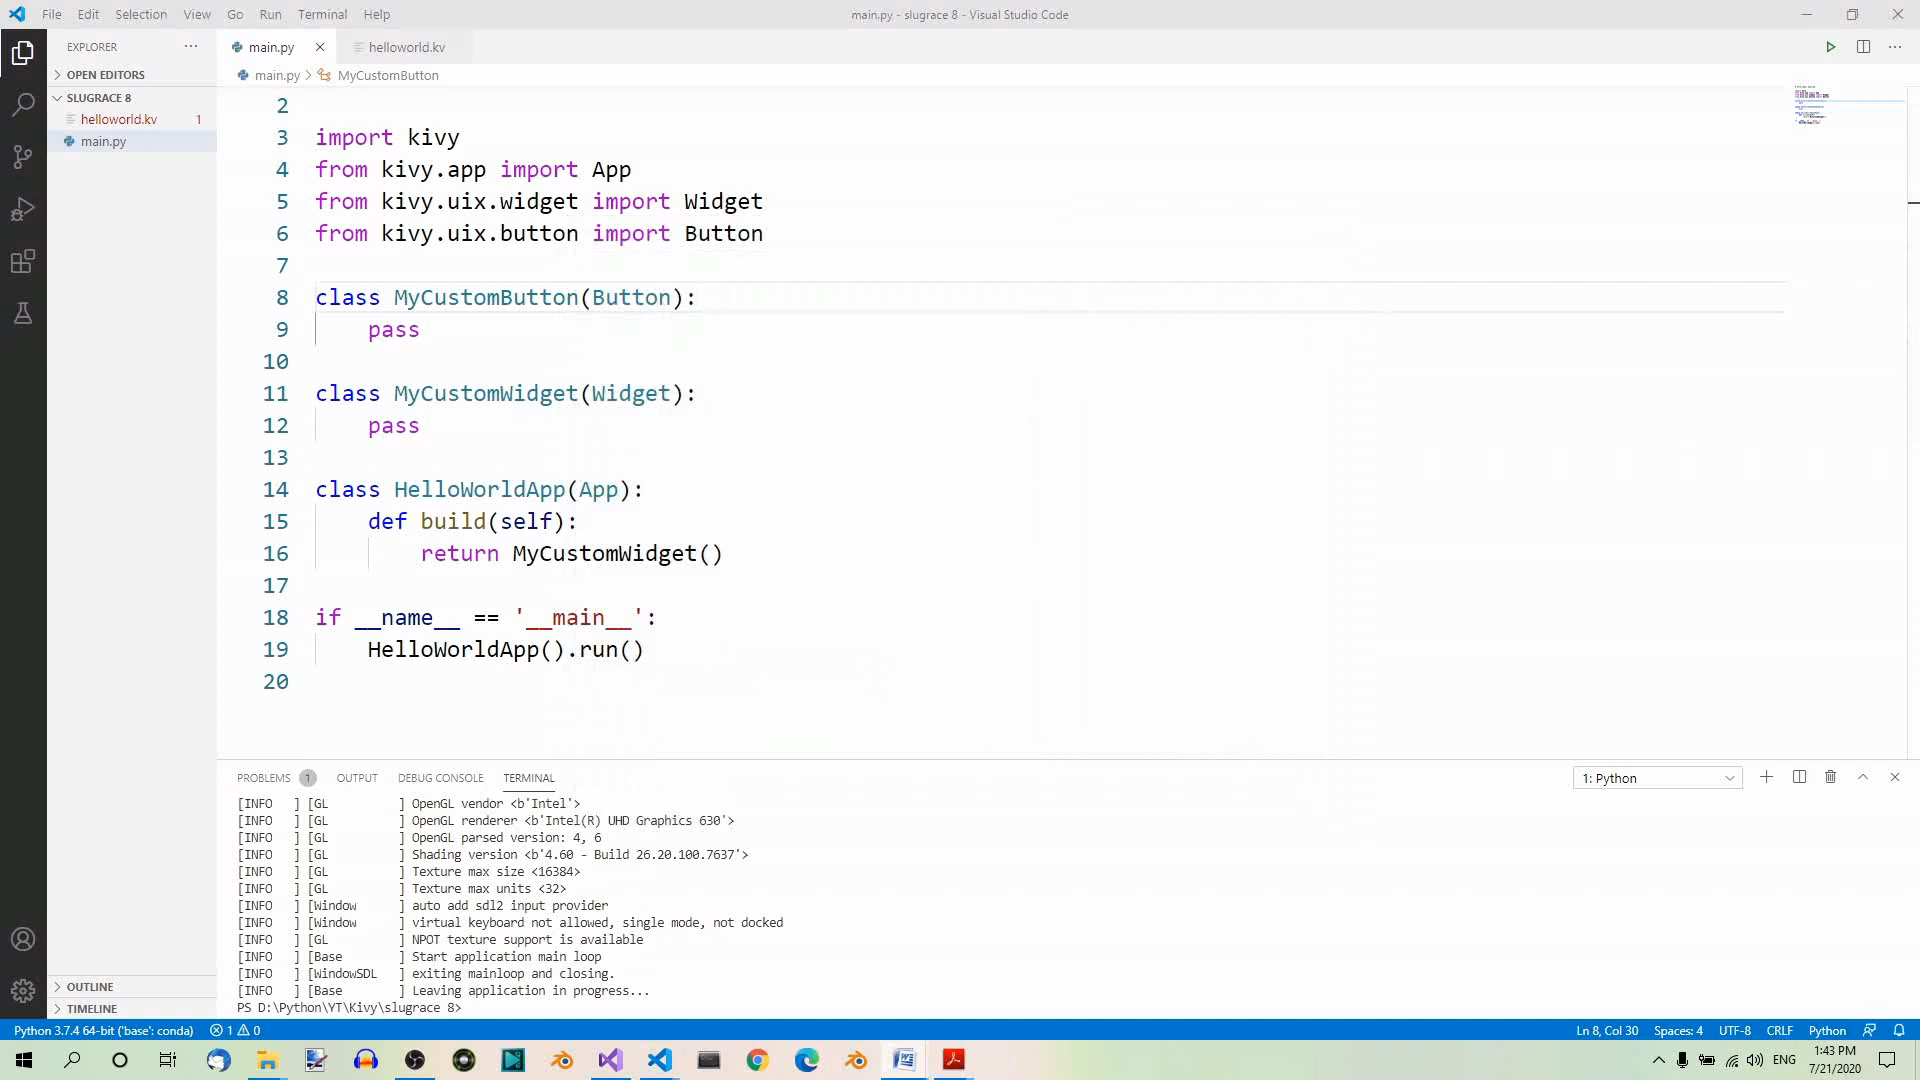 File Edit Selection View Go Run Terminal Help
main.py - slugrace 8 - Visual Studio Code
EXPLORER
OPEN EDITORS
SLUGRACE 8
helloworld.kv 1
main.py
main.py helloworld.kv
main.py > MyCustomButton
2
3 import kivy
4 from kivy.app import App
5 from kivy.uix.widget import Widget
6 from kivy.uix.button import Button
7
8 class MyCustomButton(Button):
9 pass
10
11 class MyCustomWidget(Widget):
12 pass
13
14 class HelloWorldApp(App):
15 def build(self):
16 return MyCustomWidget()
17
18 if __name__ == '__main__':
19 HelloWorldApp().run()
20
PROBLEMS 1 OUTPUT DEBUG CONSOLE TERMINAL
1: Python
[INFO   ] [GL          ] OpenGL vendor <b'Intel'>
[INFO   ] [GL          ] OpenGL renderer <b'Intel(R) UHD Graphics 630'>
[INFO   ] [GL          ] OpenGL parsed version: 4, 6
[INFO   ] [GL          ] Shading version <b'4.60 - Build 26.20.100.7637'>
[INFO   ] [GL          ] Texture max size <16384>
[INFO   ] [GL          ] Texture max units <32>
[INFO   ] [Window      ] auto add sdl2 input provider
[INFO   ] [Window      ] virtual keyboard not allowed, single mode, not docked
[INFO   ] [GL          ] NPOT texture support is available
[INFO   ] [Base        ] Start application main loop
[INFO   ] [WindowSDL   ] exiting mainloop and closing.
[INFO   ] [Base        ] Leaving application in progress...
PS D:\Python\YT\Kivy\slugrace 8>
OUTLINE
TIMELINE
Python 3.7.4 64-bit ('base': conda) 1 0
Ln 8, Col 30 Spaces: 4 UTF-8 CRLF Python
ENG
1:43 PM
7/21/2020